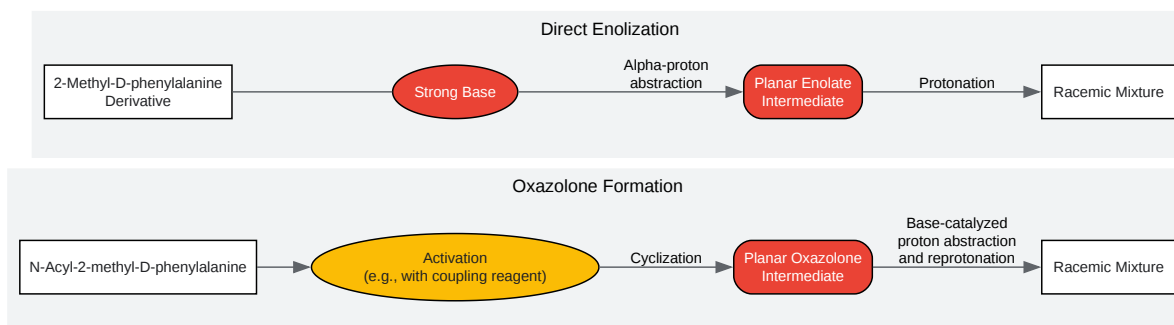 Direct Enolization
2-Methyl-D-phenylalanine
Derivative
Strong Base
Alpha-proton
abstraction
Planar Enolate
Intermediate
Protonation
Racemic Mixture
Oxazolone Formation
N-Acyl-2-methyl-D-phenylalanine
Activation
(e.g., with coupling reagent)
Cyclization
Planar Oxazolone
Intermediate
Base-catalyzed
proton abstraction
and reprotonation
Racemic Mixture